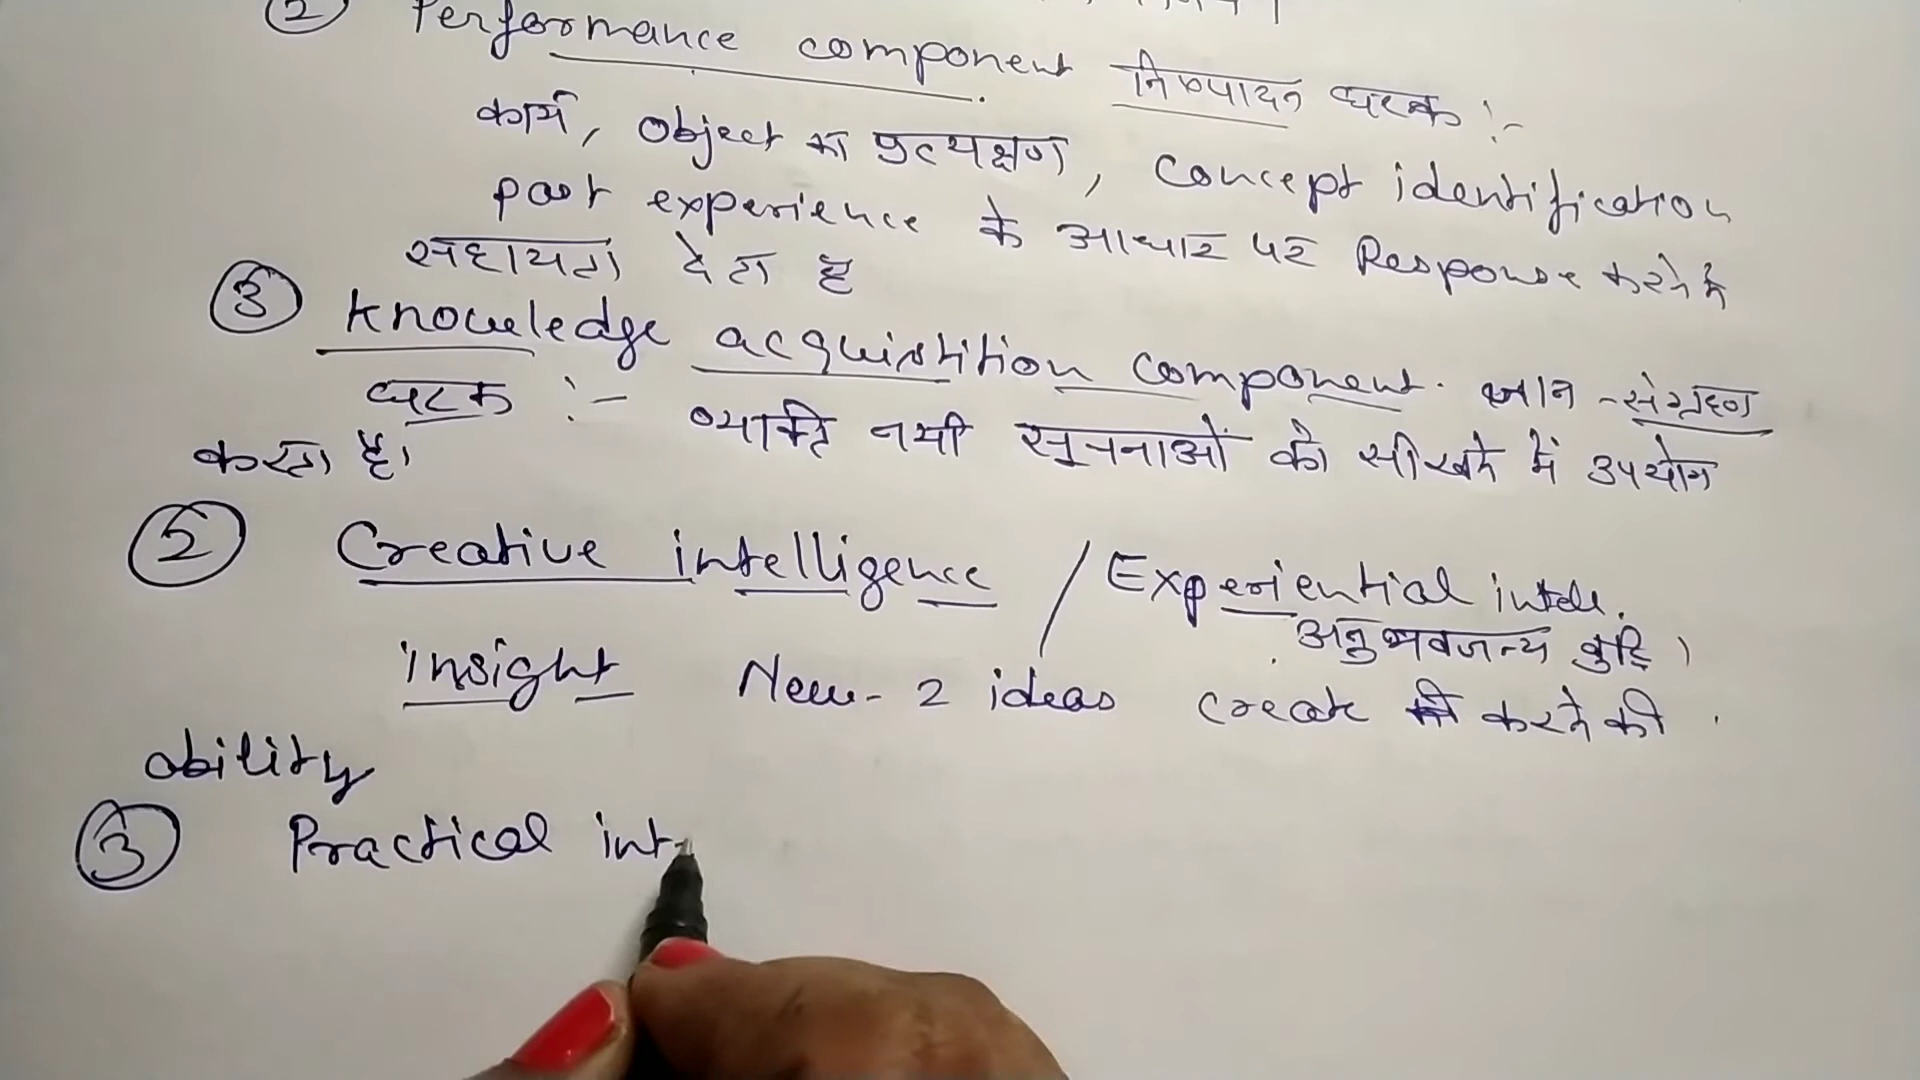 ② Performance component निष्पादन घटक :-
कार्य, object का प्रत्यक्षण, concept identification
past experience के आधार पर Response करने में
सहायता देता है
③ Knowledge acquisition component. ज्ञान-संग्रहण
घटक :- व्यक्ति नयी सूचनाओं को सीखने में उपयोग
करता है।
② Creative intelligence / Experiential intell.
अनुभवजन्य बुद्धि।
insight New-2 ideas create करने की
ability
③ Practical int